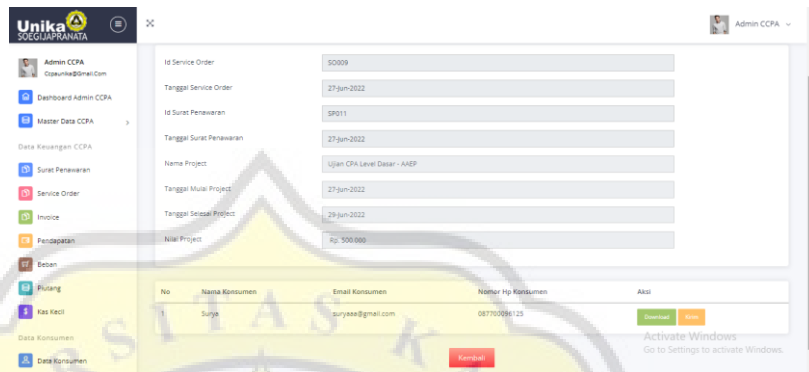 Unika
SOEGIJAPRANATA
Admin CCPA
Admin CCPA
Ccpaunika@Gmail.Com
Dashboard Admin CCPA
Master Data CCPA
Data Keuangan CCPA
Surat Penawaran
Service Order
Invoice
Pendapatan
Beban
Piutang
Kas Kecil
Data Konsumen
Data Konsumen
Id Service Order SO009
Tanggal Service Order 27-Jun-2022
Id Surat Penawaran SP011
Tanggal Surat Penawaran 27-Jun-2022
Nama Project Ujian CPA Level Dasar - AAEP
Tanggal Mulai Project 27-Jun-2022
Tanggal Selesai Project 29-Jun-2022
Nilai Project Rp. 500.000
No Nama Konsumen Email Konsumen Nomor Hp Konsumen Aksi
1 Surya suryaaa@gmail.com 087700096125 Download Kirim
Kembali
Activate Windows
Go to Settings to activate Windows.